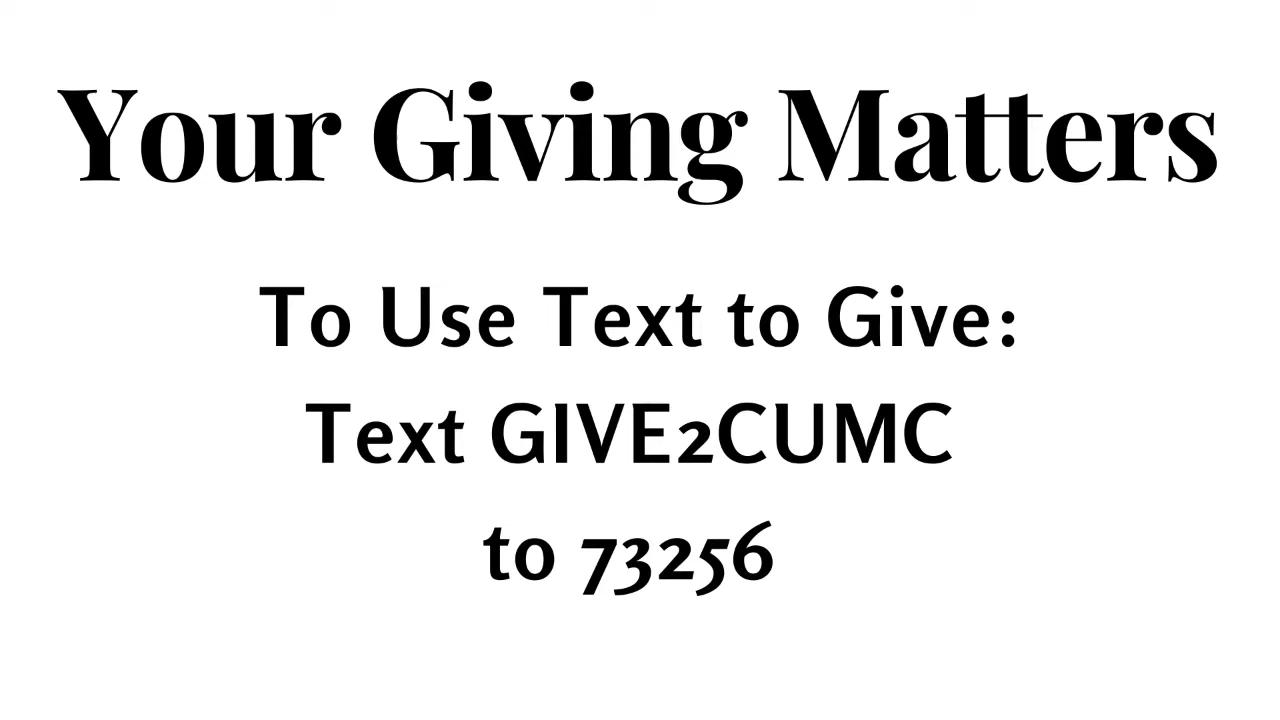 Your Giving Matters
To Use Text to Give:
Text GIVE2CUMC
to 73256